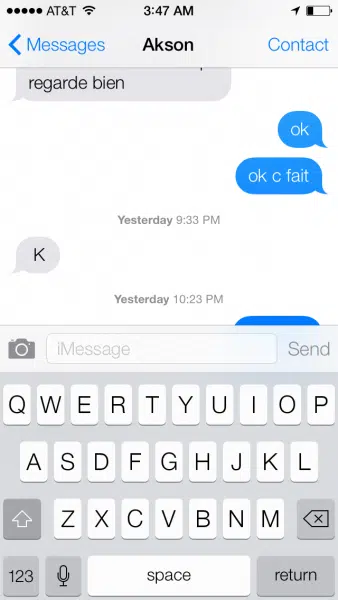 AT&T 3:47 AM
Messages Akson Contact
regarde bien
ok
ok c fait
Yesterday 9:33 PM
K
Yesterday 10:23 PM
iMessage Send
Q W E R T Y U I O P
A S D F G H J K L
Z X C V B N M
123 space return